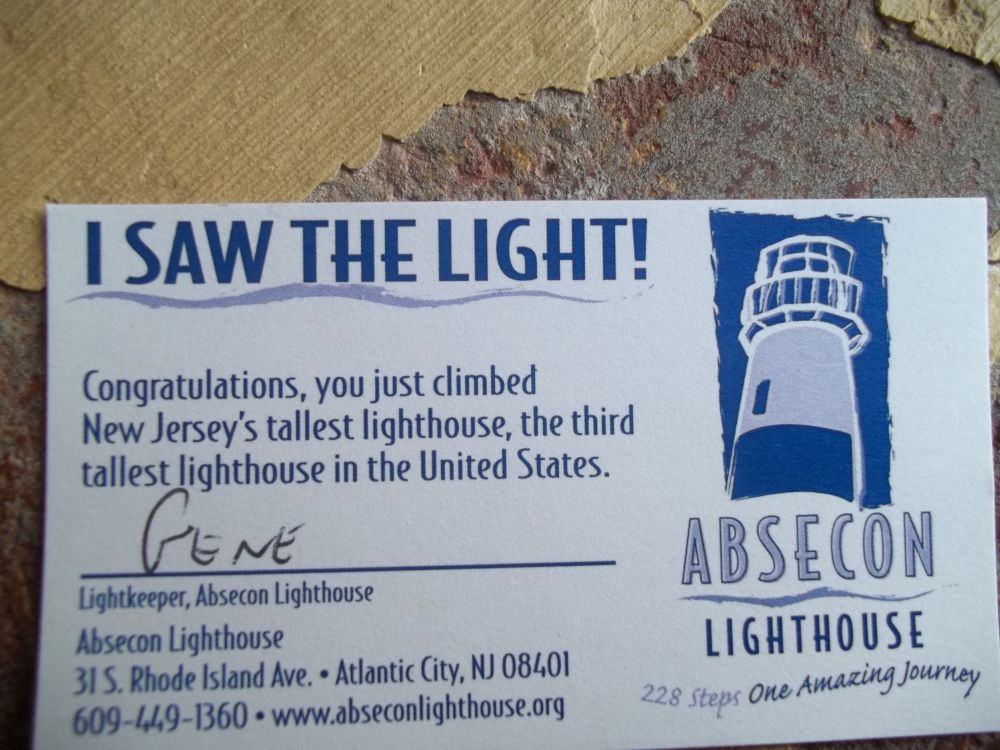 I SAW THE LIGHT!
Congratulations, you just climbed
New Jersey's tallest lighthouse, the third
tallest lighthouse in the United States.
GENE
Lightkeeper, Absecon Lighthouse
Absecon Lighthouse
31 S. Rhode Island Ave. • Atlantic City, NJ 08401
609-449-1360 • www.abseconlighthouse.org
ABSECON
LIGHTHOUSE
228 Steps One Amazing Journey